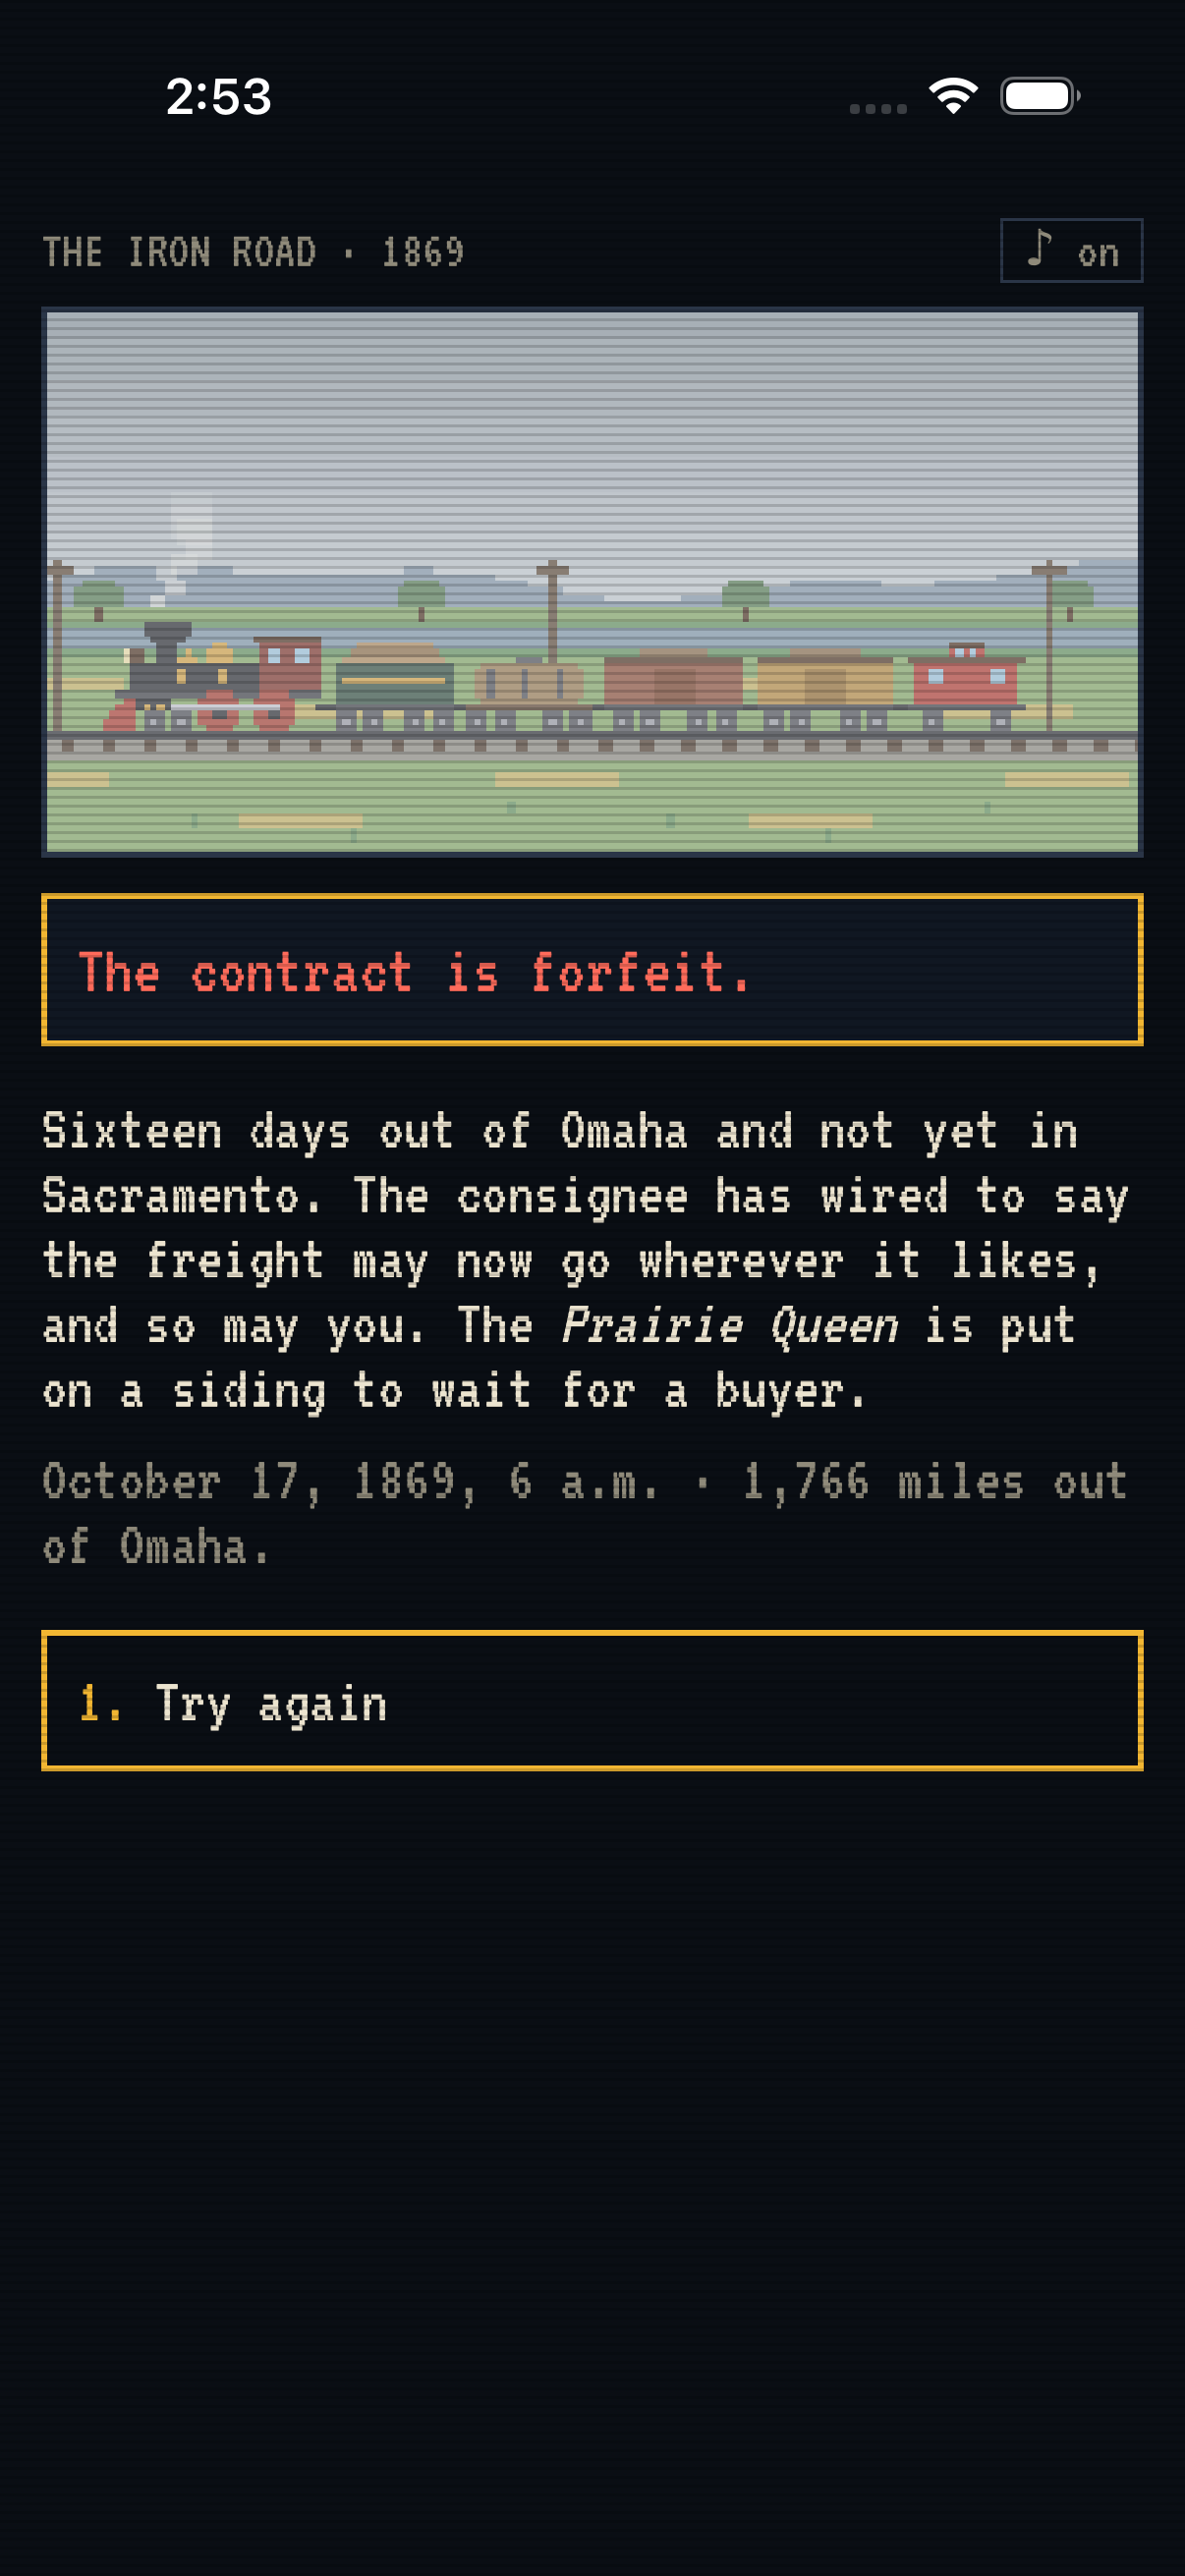 2:53
THE IRON ROAD · 1869
♪ on
The contract is forfeit.
Sixteen days out of Omaha and not yet in
Sacramento. The consignee has wired to say
the freight may now go wherever it likes,
and so may you. The Prairie Queen is put
on a siding to wait for a buyer.
October 17, 1869, 6 a.m. · 1,766 miles out
of Omaha.
1. Try again